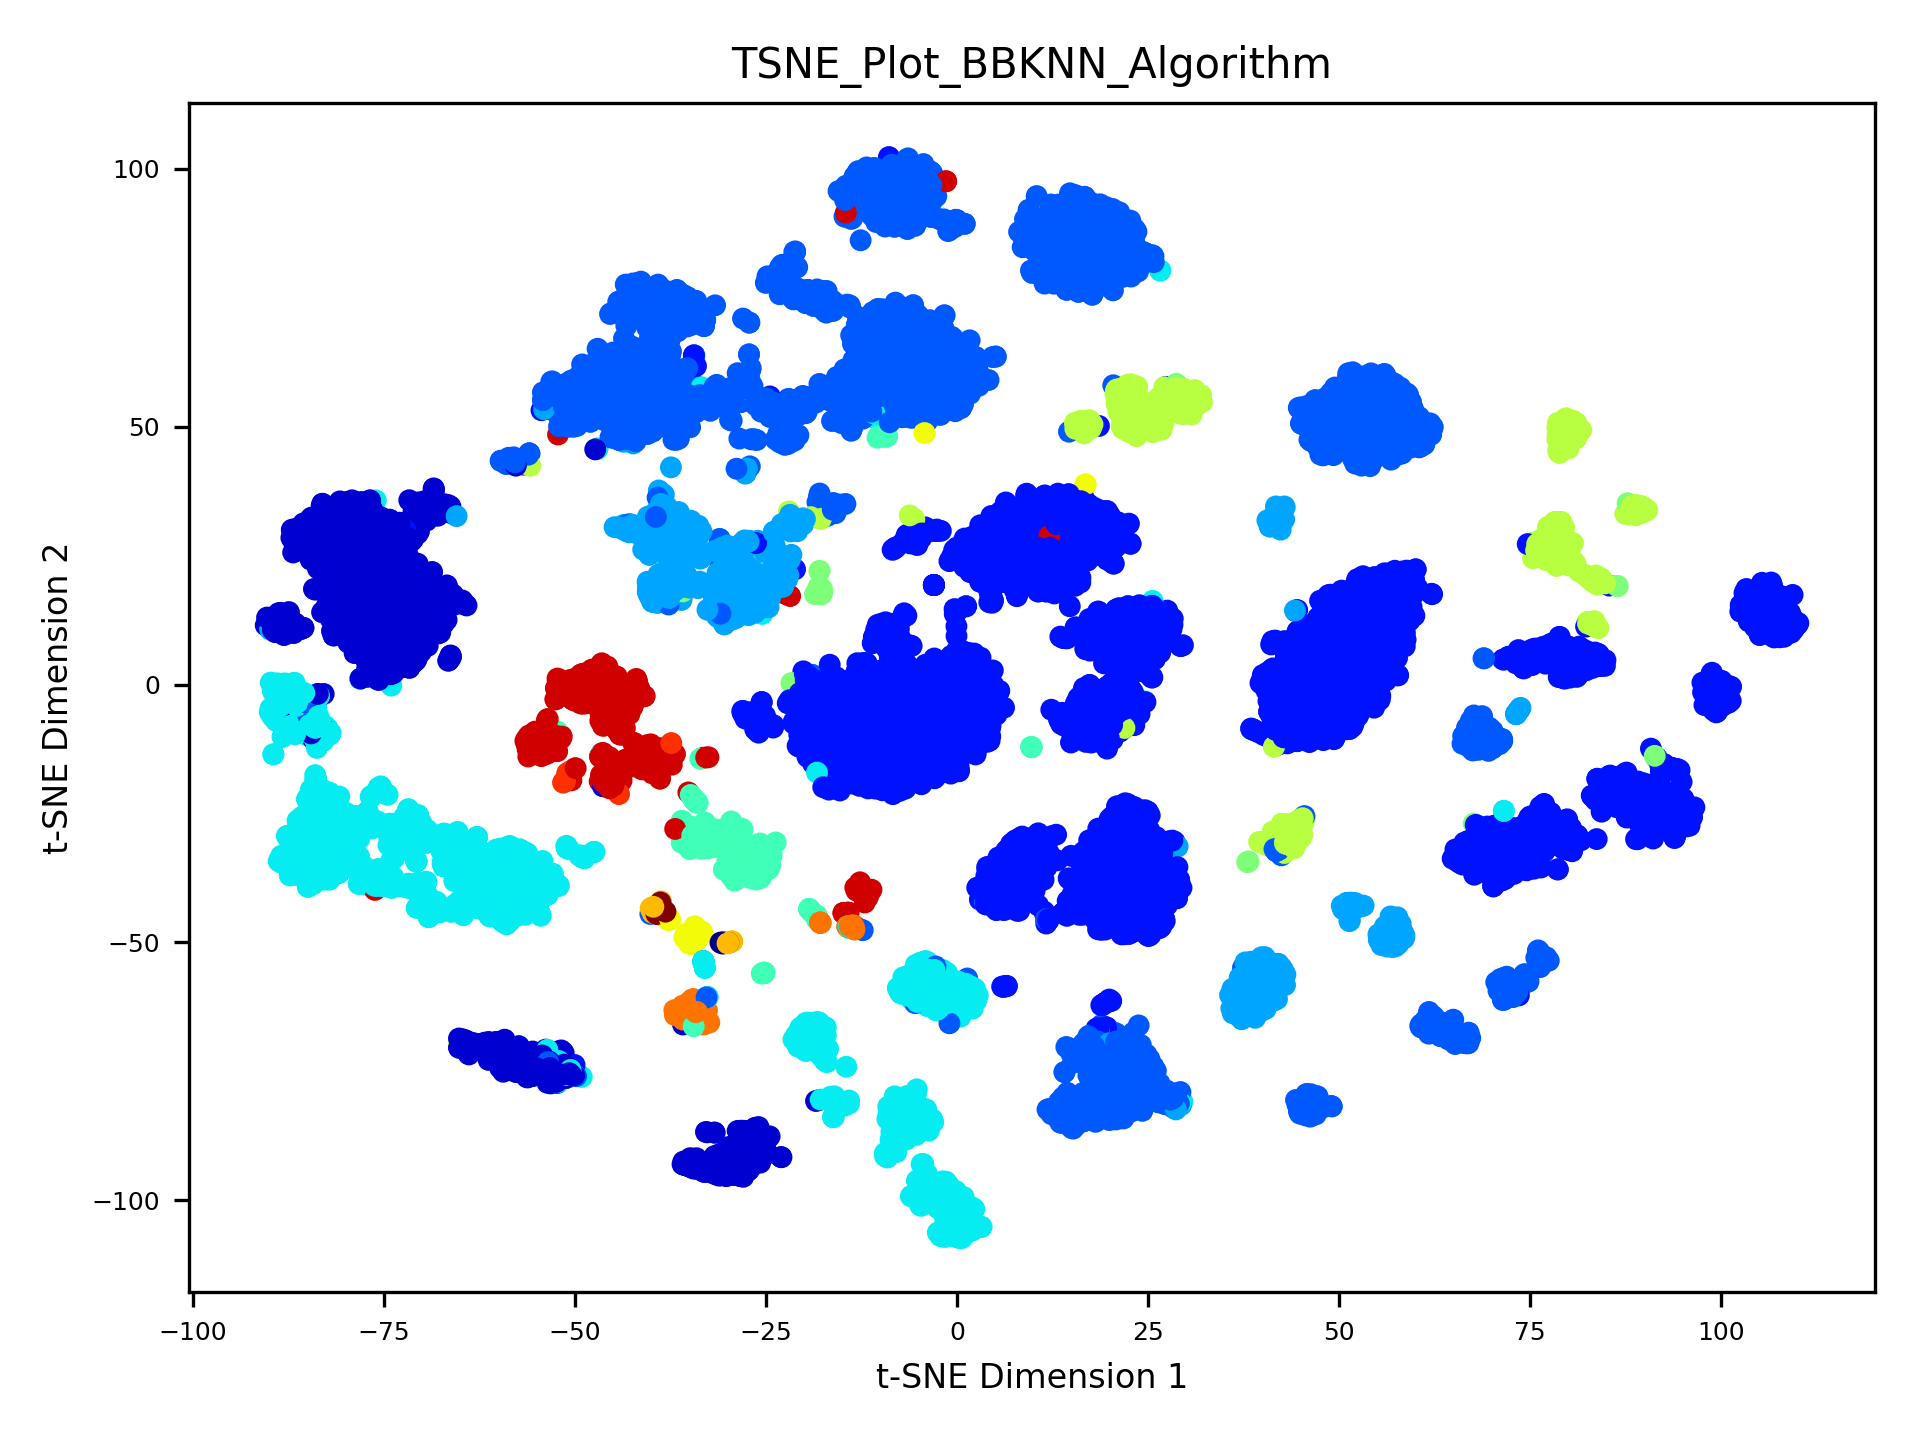 TSNE_Plot_BBKNN_Algorithm
t-SNE Dimension 2
100
50
0
−50
−100
−100 −75 −50 −25 0 25 50 75 100
t-SNE Dimension 1